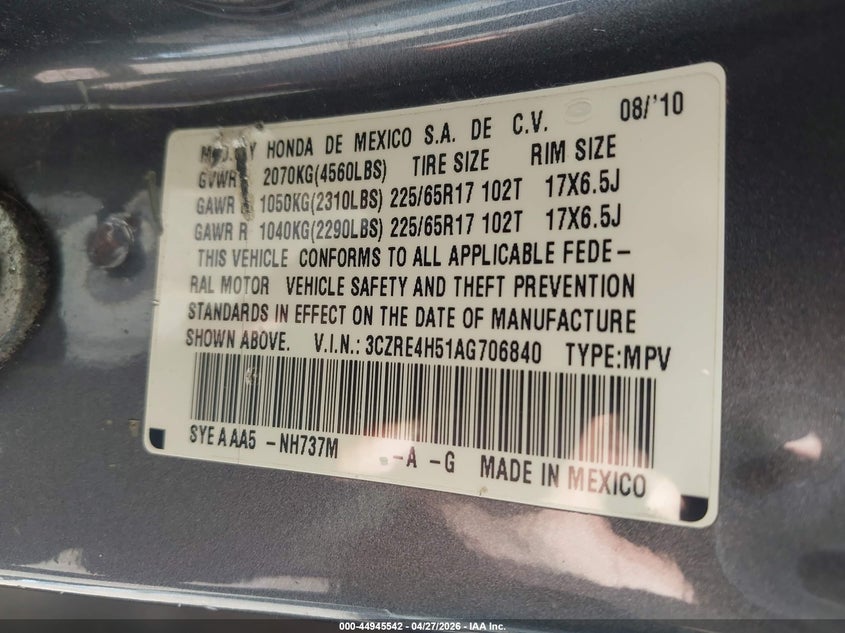 HONDA DE MEXICO S.A. DE C.V. 08/'10
GVWR 2070KG(4560LBS) TIRE SIZE RIM SIZE
GAWR 1050KG(2310LBS) 225/65R17 102T 17X6.5J
GAWR R 1040KG(2290LBS) 225/65R17 102T 17X6.5J
THIS VEHICLE CONFORMS TO ALL APPLICABLE FEDE-
RAL MOTOR VEHICLE SAFETY AND THEFT PREVENTION
STANDARDS IN EFFECT ON THE DATE OF MANUFACTURE
SHOWN ABOVE. V.I.N.: 3CZRE4H51AG706840 TYPE:MPV
SYE A AA5 -NH737M -A -G MADE IN MEXICO
000-44945542 - 04/27/2026 - IAA Inc.